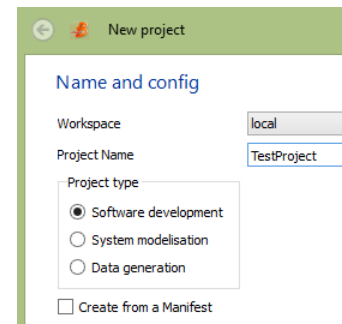 New project
Name and config
Workspace local
Project Name TestProject
Project type
Software development
System modelisation
Data generation
Create from a Manifest